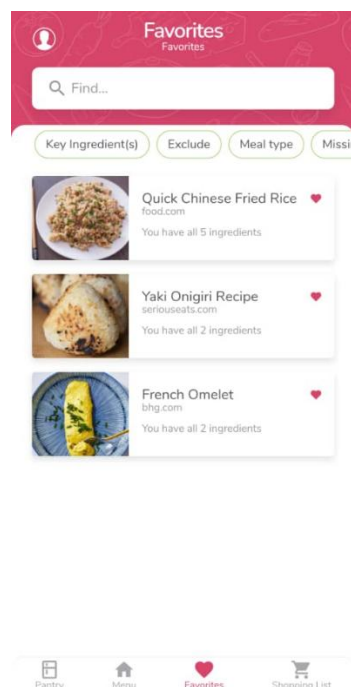 Favorites
Favorites
Find...
Key Ingredient(s) Exclude Meal type Missi
Quick Chinese Fried Rice
food.com
You have all 5 ingredients
Yaki Onigiri Recipe
seriouseats.com
You have all 2 ingredients
French Omelet
bhg.com
You have all 2 ingredients
Pantry Menu Favorites Shopping List